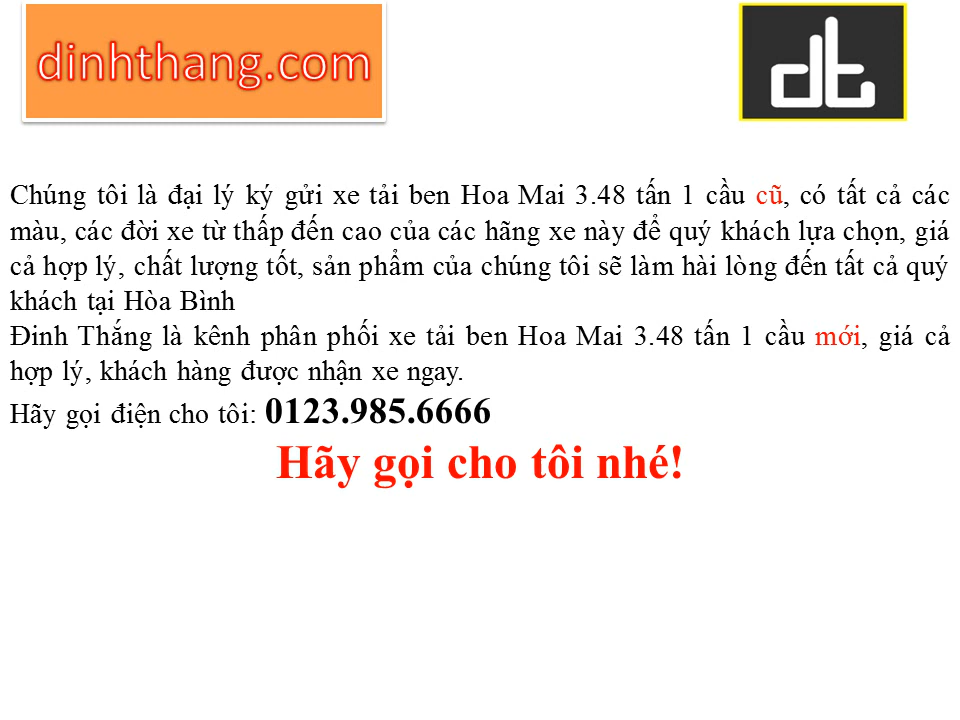 dinhthang.com
dt
Chúng tôi là đại lý ký gửi xe tải ben Hoa Mai 3.48 tấn 1 cầu cũ, có tất cả các
màu, các đời xe từ thấp đến cao của các hãng xe này để quý khách lựa chọn, giá
cả hợp lý, chất lượng tốt, sản phẩm của chúng tôi sẽ làm hài lòng đến tất cả quý
khách tại Hòa Bình
Đinh Thắng là kênh phân phối xe tải ben Hoa Mai 3.48 tấn 1 cầu mới, giá cả
hợp lý, khách hàng được nhận xe ngay.
Hãy gọi điện cho tôi: 0123.985.6666
Hãy gọi cho tôi nhé!